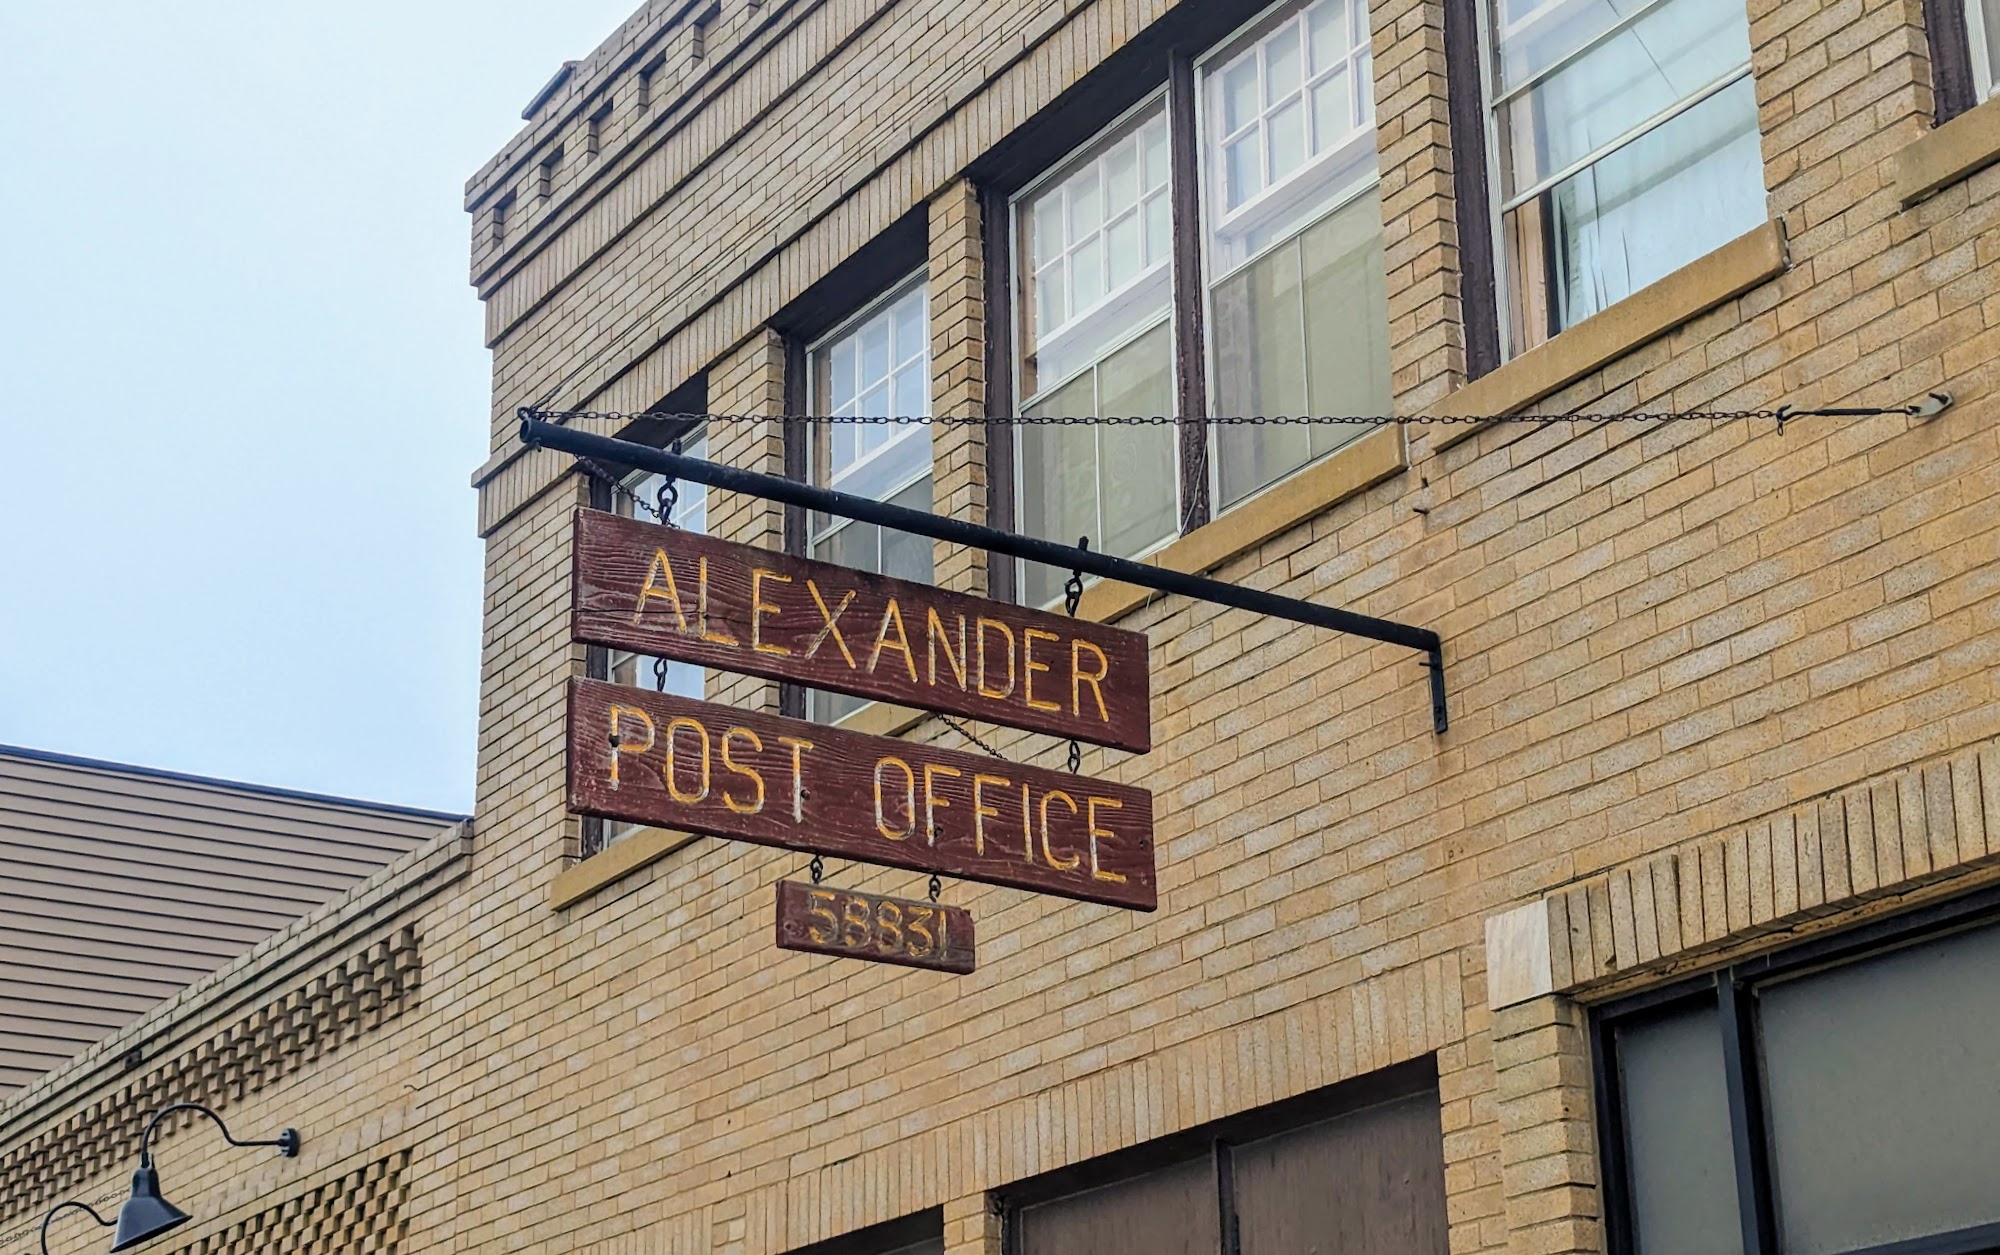 ALEXANDER
POST OFFICE
58831